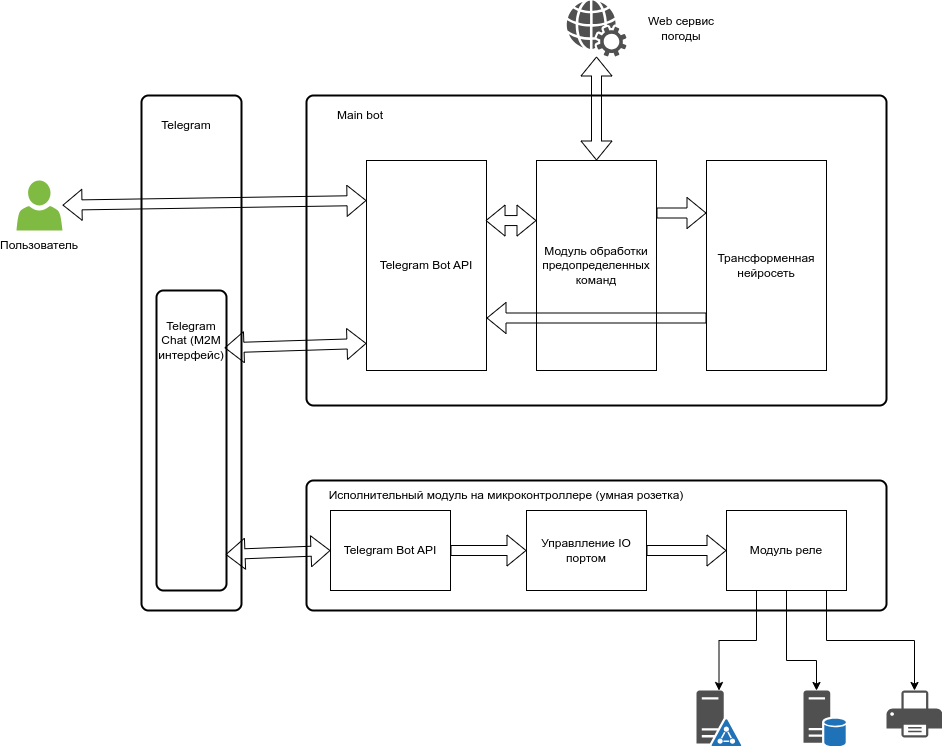 Web сервис
погоды
Telegram
Main bot
Пользователь
Telegram Bot API
Модуль обработки
предопределенных
команд
Трансформенная
нейросеть
Telegram
Chat (M2M
интерфейс)
Исполнительный модуль на микроконтроллере (умная розетка)
Telegram Bot API
Управлление IO
портом
Модуль реле